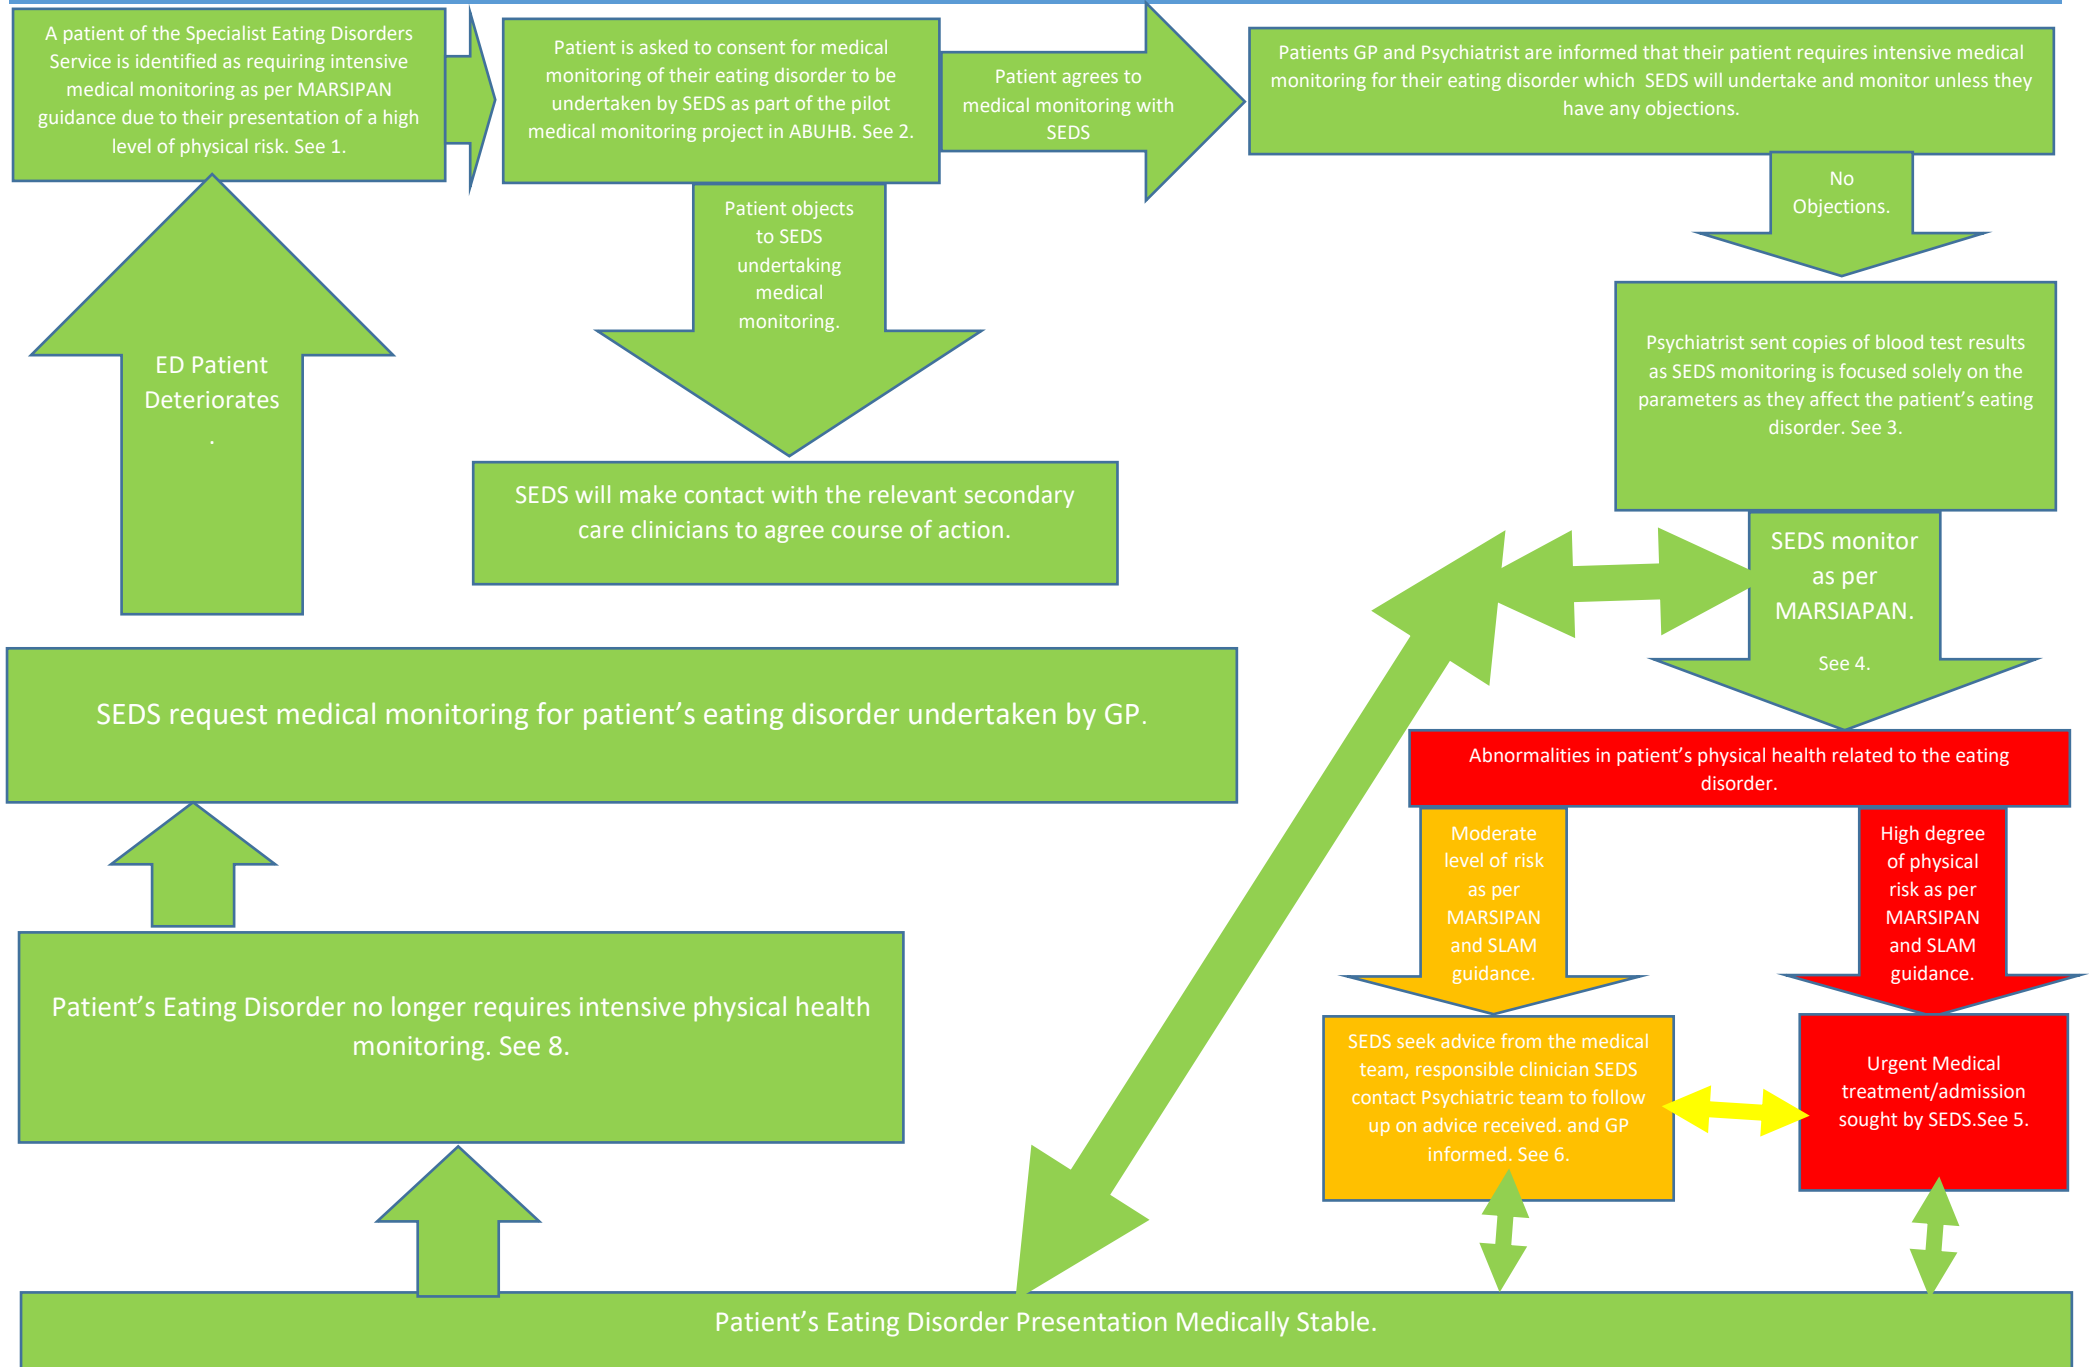 A patient of the Specialist Eating Disorders
Service is identified as requiring intensive
medical monitoring as per MARSIPAN
guidance due to their presentation of a high
level of physical risk. See 1.
Patient is asked to consent for medical
monitoring of their eating disorder to be
undertaken by SEDS as part of the pilot
medical monitoring project in ABUHB. See 2.
Patient agrees to
medical monitoring with
SEDS
Patients GP and Psychiatrist are informed that their patient requires intensive medical
monitoring for their eating disorder which SEDS will undertake and monitor unless they
have any objections.
No
Objections.
Patient objects
to SEDS
undertaking
medical
monitoring.
ED Patient
Deteriorates
.
Psychiatrist sent copies of blood test results
as SEDS monitoring is focused solely on the
parameters as they affect the patient’s eating
disorder. See 3.
SEDS will make contact with the relevant secondary
care clinicians to agree course of action.
SEDS monitor
as per
MARSIAPAN.
See 4.
SEDS request medical monitoring for patient’s eating disorder undertaken by GP.
Abnormalities in patient’s physical health related to the eating
disorder.
Moderate
level of risk
as per
MARSIPAN
and SLAM
guidance.
High degree
of physical
risk as per
MARSIPAN
and SLAM
guidance.
Patient’s Eating Disorder no longer requires intensive physical health
monitoring. See 8.
SEDS seek advice from the medical
team, responsible clinician SEDS
contact Psychiatric team to follow
up on advice received. and GP
informed. See 6.
Urgent Medical
treatment/admission
sought by SEDS.See 5.
Patient’s Eating Disorder Presentation Medically Stable.